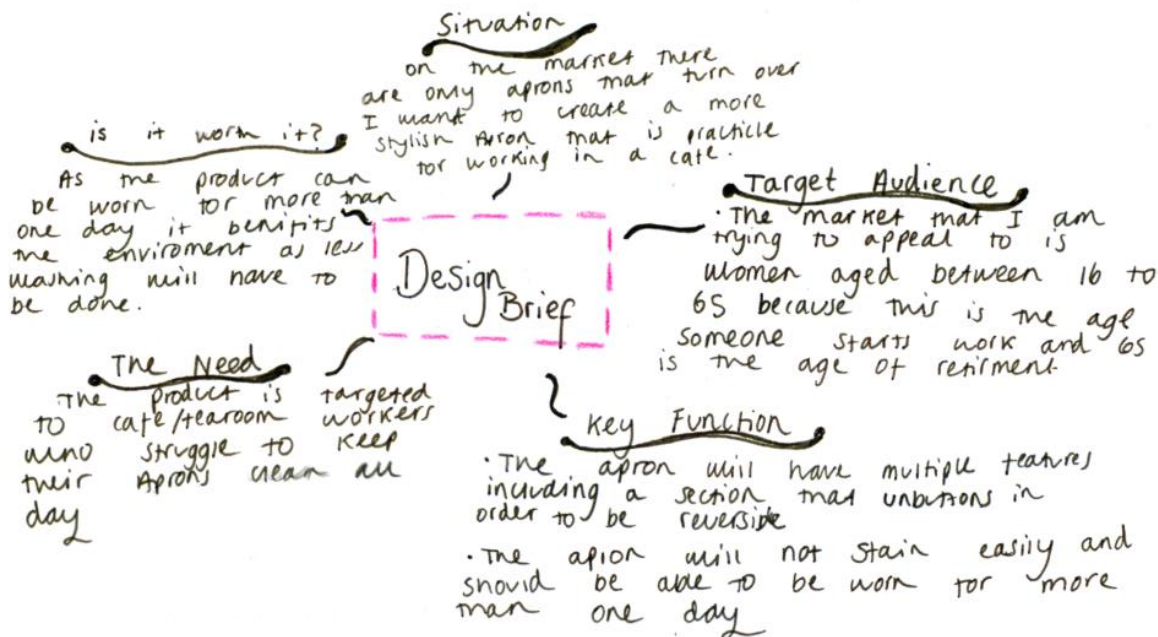 Situation
on the market there
are only aprons that turn over
I want to create a more
stylish Apron that is practicle
for working in a cafe.
is it worth it?
As the product can
be worn for more than
one day it benifits
the enviroment as less
washing will have to
be done.
Target Audience
• The market that I am
trying to appeal to is
women aged between 16 to
65 because this is the age
someone starts work and 65
is the age of retirment.
Design
Brief
The Need
The product is targeted
to cafe/tearoom workers
who struggle to keep
their Aprons clean all
day
Key Function
• The apron will have multiple features
including a section that unbuttons in
order to be reversible
• The apron will not stain easily and
should be able to be worn for more
than one day